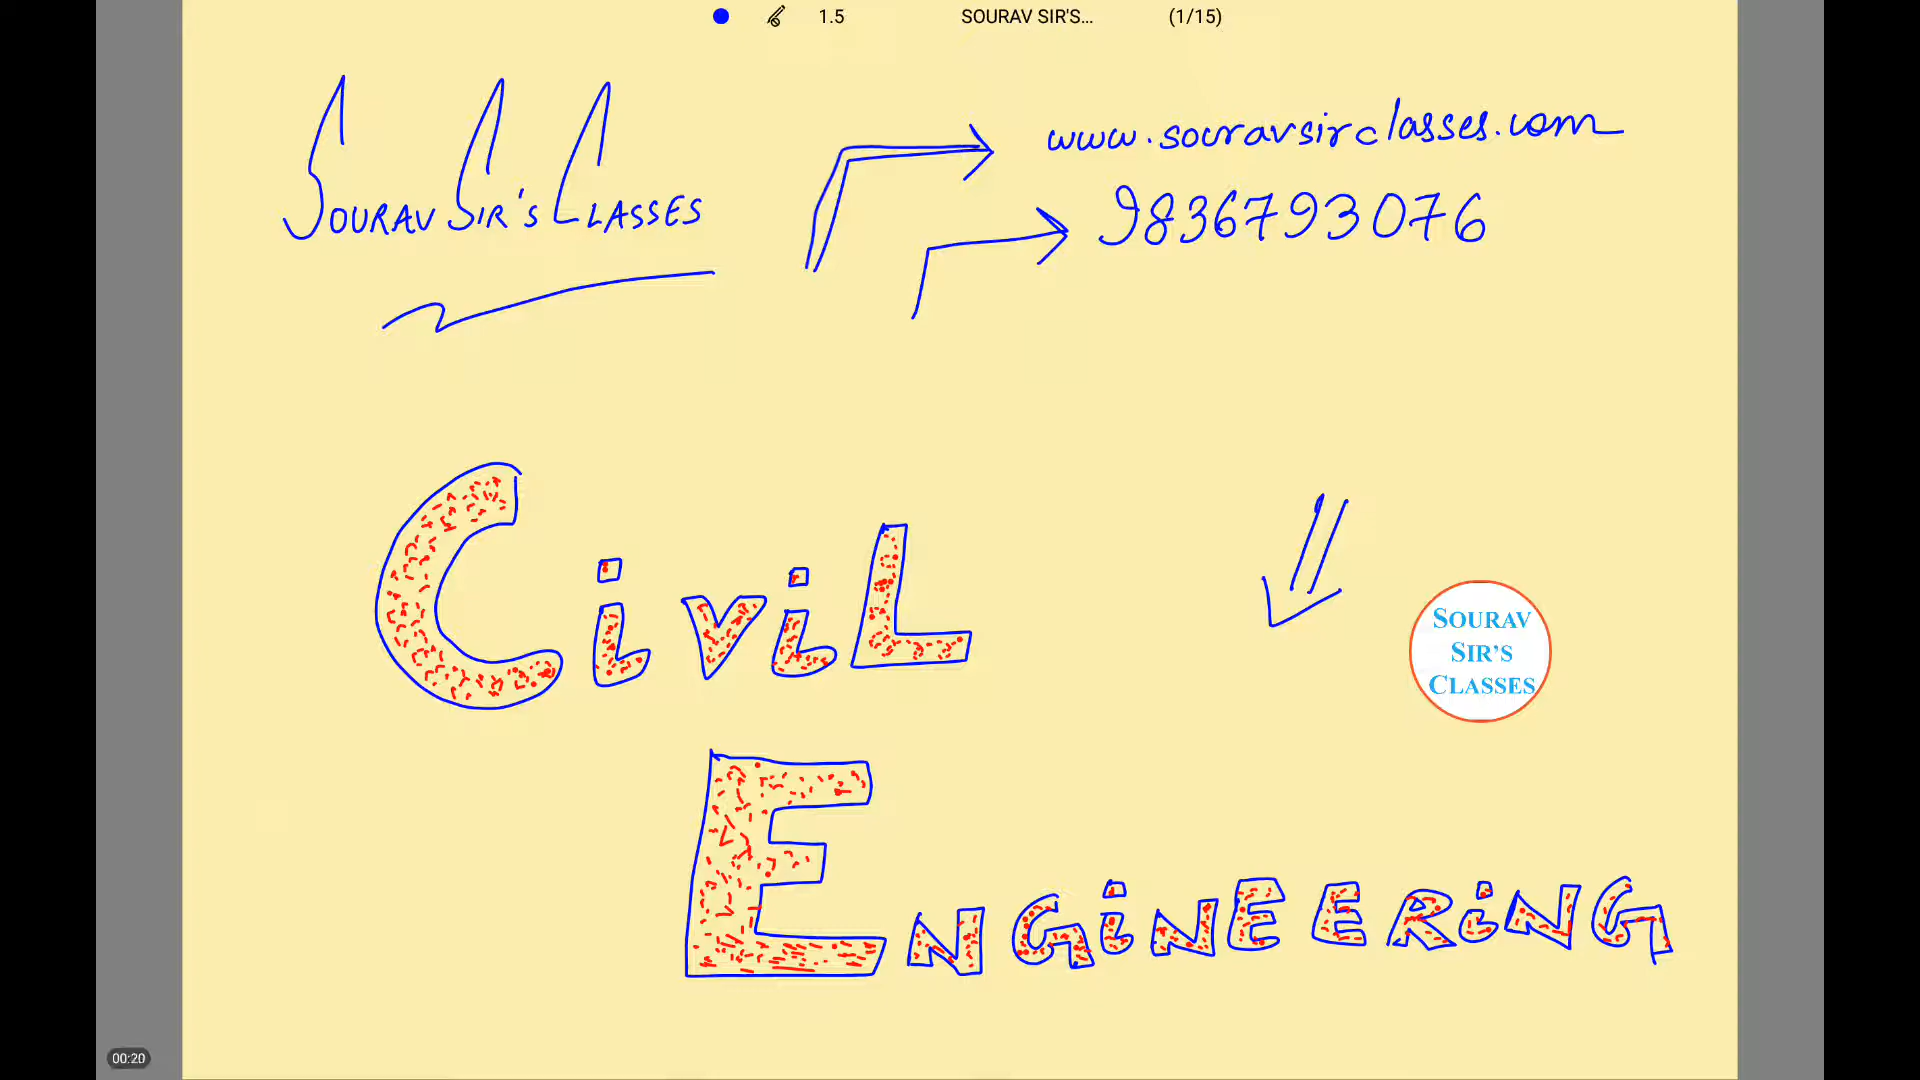 1.5 SOURAV SIR'S... (1/15)
SOURAV SIR'S CLASSES
www.souravsirclasses.com
9836793076
CiviL
SOURAV
SIR'S
CLASSES
ENGiNEERiNG
00:20